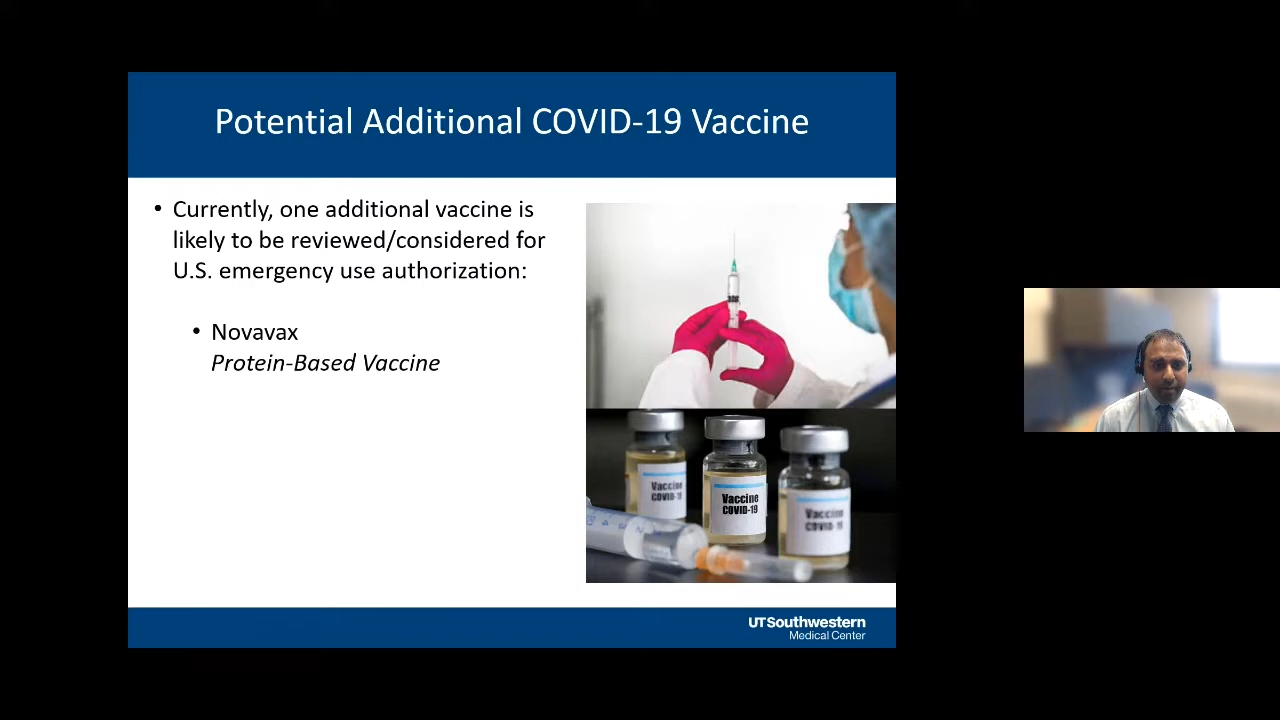 Potential Additional COVID-19 Vaccine
• Currently, one additional vaccine is
likely to be reviewed/considered for
U.S. emergency use authorization:
• Novavax
Protein-Based Vaccine
Vaccine
COVID-19
Vaccine
COVID-19
Vaccine
COVID-19
UTSouthwestern
Medical Center